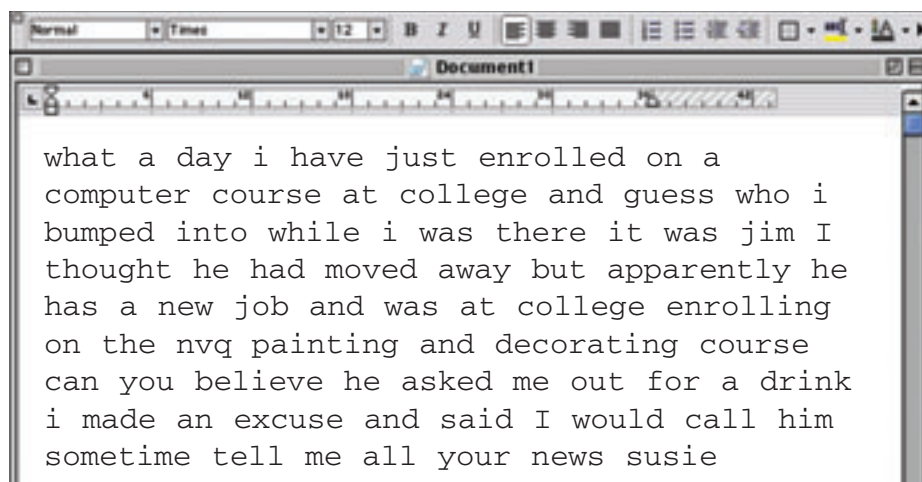 Normal Times 12 B I U
Document1
what a day i have just enrolled on a
computer course at college and guess who i
bumped into while i was there it was jim I
thought he had moved away but apparently he
has a new job and was at college enrolling
on the nvq painting and decorating course
can you believe he asked me out for a drink
i made an excuse and said I would call him
sometime tell me all your news susie